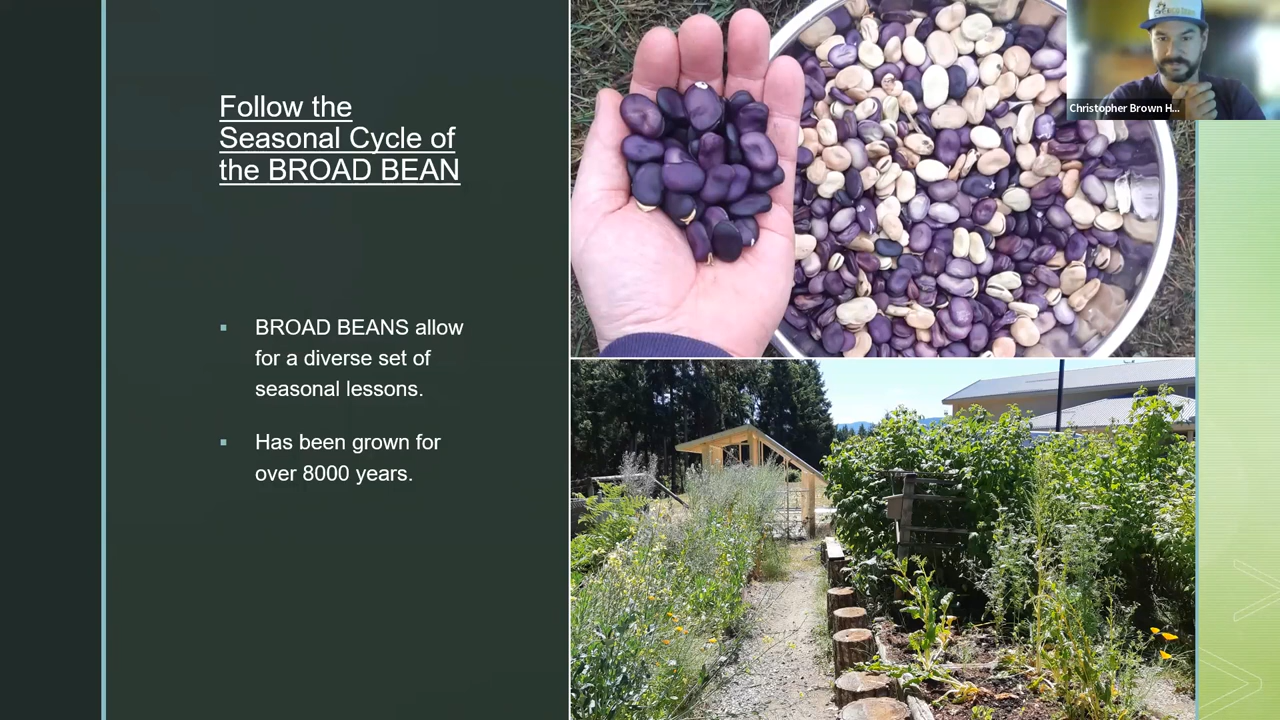 Follow the
Seasonal Cycle of
the BROAD BEAN
BROAD BEANS allow
for a diverse set of
seasonal lessons.
Has been grown for
over 8000 years.
Christopher Brown H...